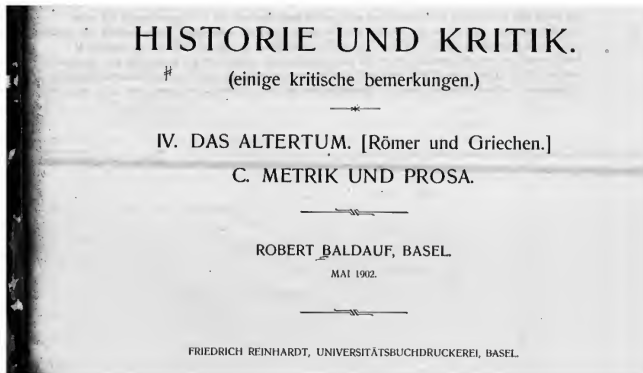 HISTORIE UND KRITIK.
(einige kritische bemerkungen.)
IV. DAS ALTERTUM. [Römer und Griechen.]
C. METRIK UND PROSA.
ROBERT BALDAUF, BASEL.
MAI 1902.
FRIEDRICH REINHARDT, UNIVERSITÄTSBUCHDRUCKEREI, BASEL.